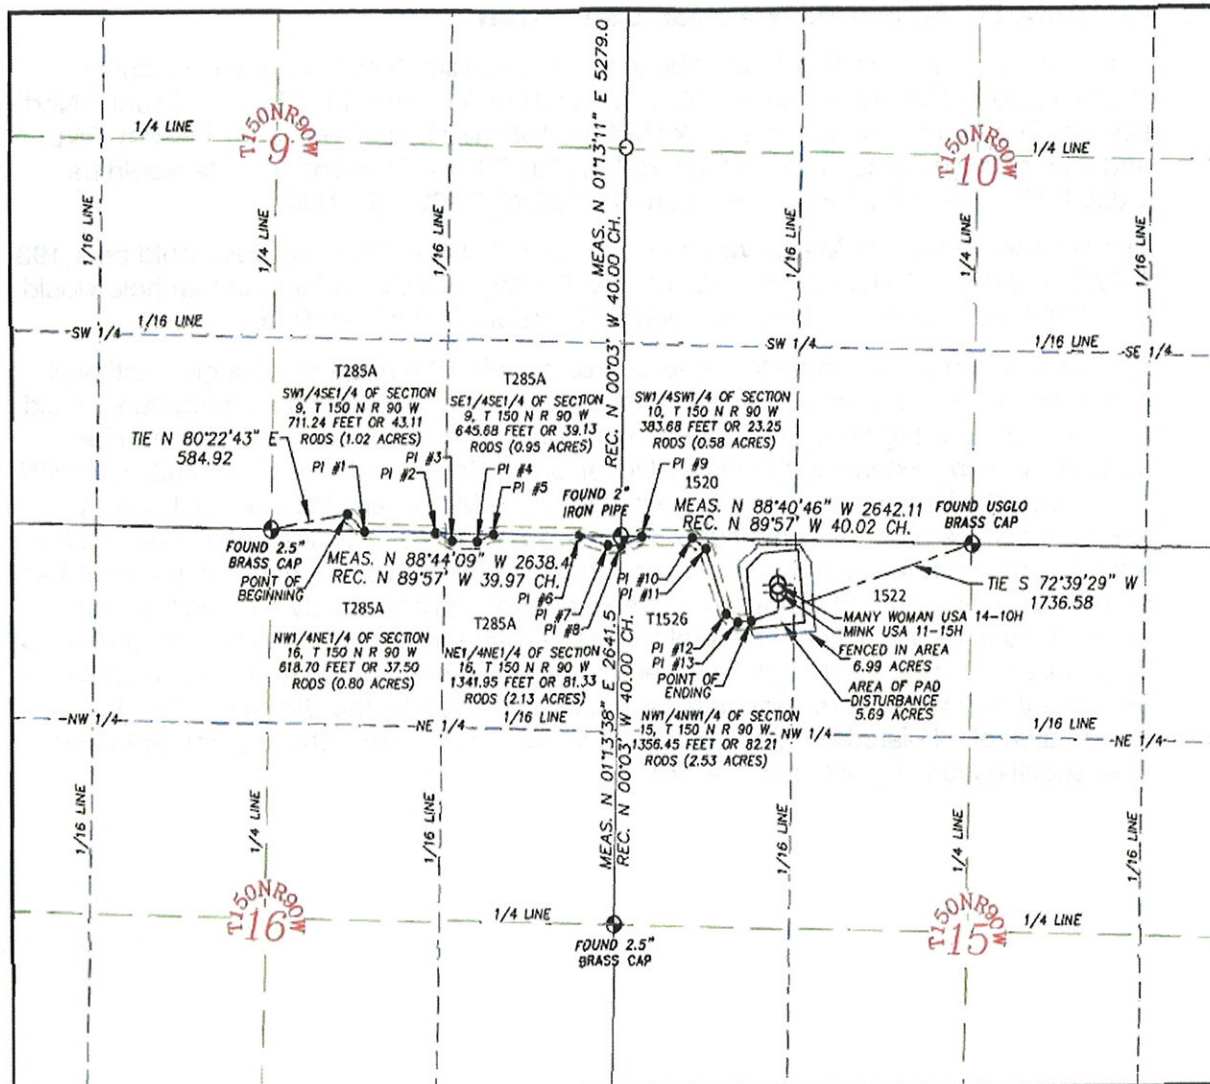 MEAS. N 01°13'11" E 5279.0
REC. N 00°03' W 40.00 CH.
T150NR90W
9
T150NR90W
10
1/4 LINE
1/4 LINE
1/4 LINE
1/4 LINE
1/16 LINE
1/4 LINE
1/16 LINE
1/16 LINE
1/4 LINE
1/16 LINE
1/16 LINE
1/16 LINE
SW 1/4
SW 1/4
SE 1/4
T285A
SW1/4SE1/4 OF SECTION
9, T 150 N R 90 W
711.24 FEET OR 43.11
RODS (1.02 ACRES)
T285A
SE1/4SE1/4 OF SECTION
9, T 150 N R 90 W
645.68 FEET OR 39.13
RODS (0.95 ACRES)
SW1/4SW1/4 OF SECTION
10, T 150 N R 90 W
383.68 FEET OR 23.25
RODS (0.58 ACRES)
TIE N 80°22'43" E
584.92
PI #1
PI #2
PI #3
PI #4
PI #5
PI #9
1520
FOUND 2"
IRON PIPE
MEAS. N 88°40'46" W 2642.11
REC. N 89°57' W 40.02 CH.
FOUND USGLO
BRASS CAP
FOUND 2.5"
BRASS CAP
POINT OF
BEGINNING
MEAS. N 88°44'09" W 2638.4
REC. N 89°57' W 39.97 CH.
PI #6
PI #7
PI #8
PI #10
PI #11
PI #12
PI #13
TIE S 72°39'29" W
1736.58
1522
MANY WOMAN USA 14-10H
MINK USA 11-15H
FENCED IN AREA
6.99 ACRES
AREA OF PAD
DISTURBANCE
5.69 ACRES
POINT OF
ENDING
T285A
NW1/4NE1/4 OF SECTION
16, T 150 N R 90 W
618.70 FEET OR 37.50
RODS (0.80 ACRES)
T285A
NE1/4NE1/4 OF SECTION
16, T 150 N R 90 W
1341.95 FEET OR 81.33
RODS (2.13 ACRES)
T1526
NW1/4NW1/4 OF SECTION
15, T 150 N R 90 W
1356.45 FEET OR 82.21
RODS (2.53 ACRES)
MEAS. N 01°13'38" E 2641.5
REC. N 00°03' W 40.00 CH.
NW 1/4
NE 1/4
1/16 LINE
NW 1/4
1/16 LINE
NE 1/4
1/16 LINE
1/4 LINE
1/16 LINE
1/16 LINE
1/4 LINE
1/16 LINE
T150NR90W
16
1/4 LINE
T150NR90W
15
1/4 LINE
FOUND 2.5"
BRASS CAP